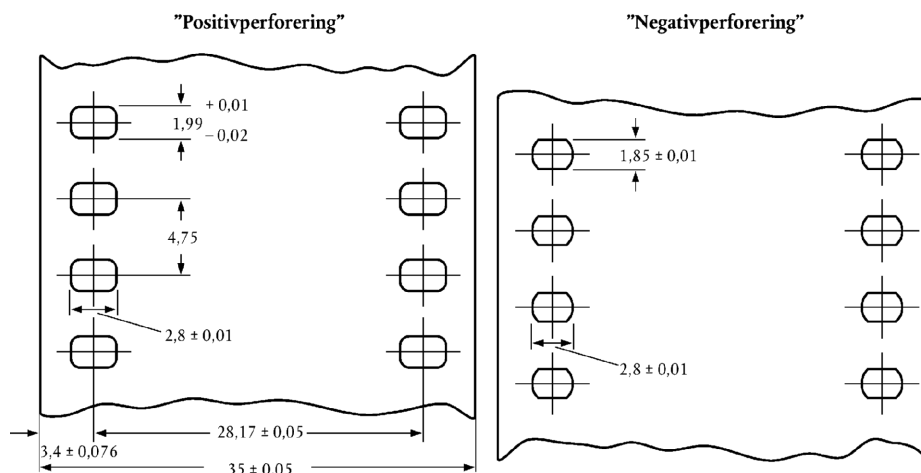 "Positivperforering"
+ 0,01
1,99
− 0,02
4,75
2,8 ± 0,01
28,17 ± 0,05
3,4 ± 0,076
35 ± 0,05
"Negativperforering"
1,85 ± 0,01
2,8 ± 0,01